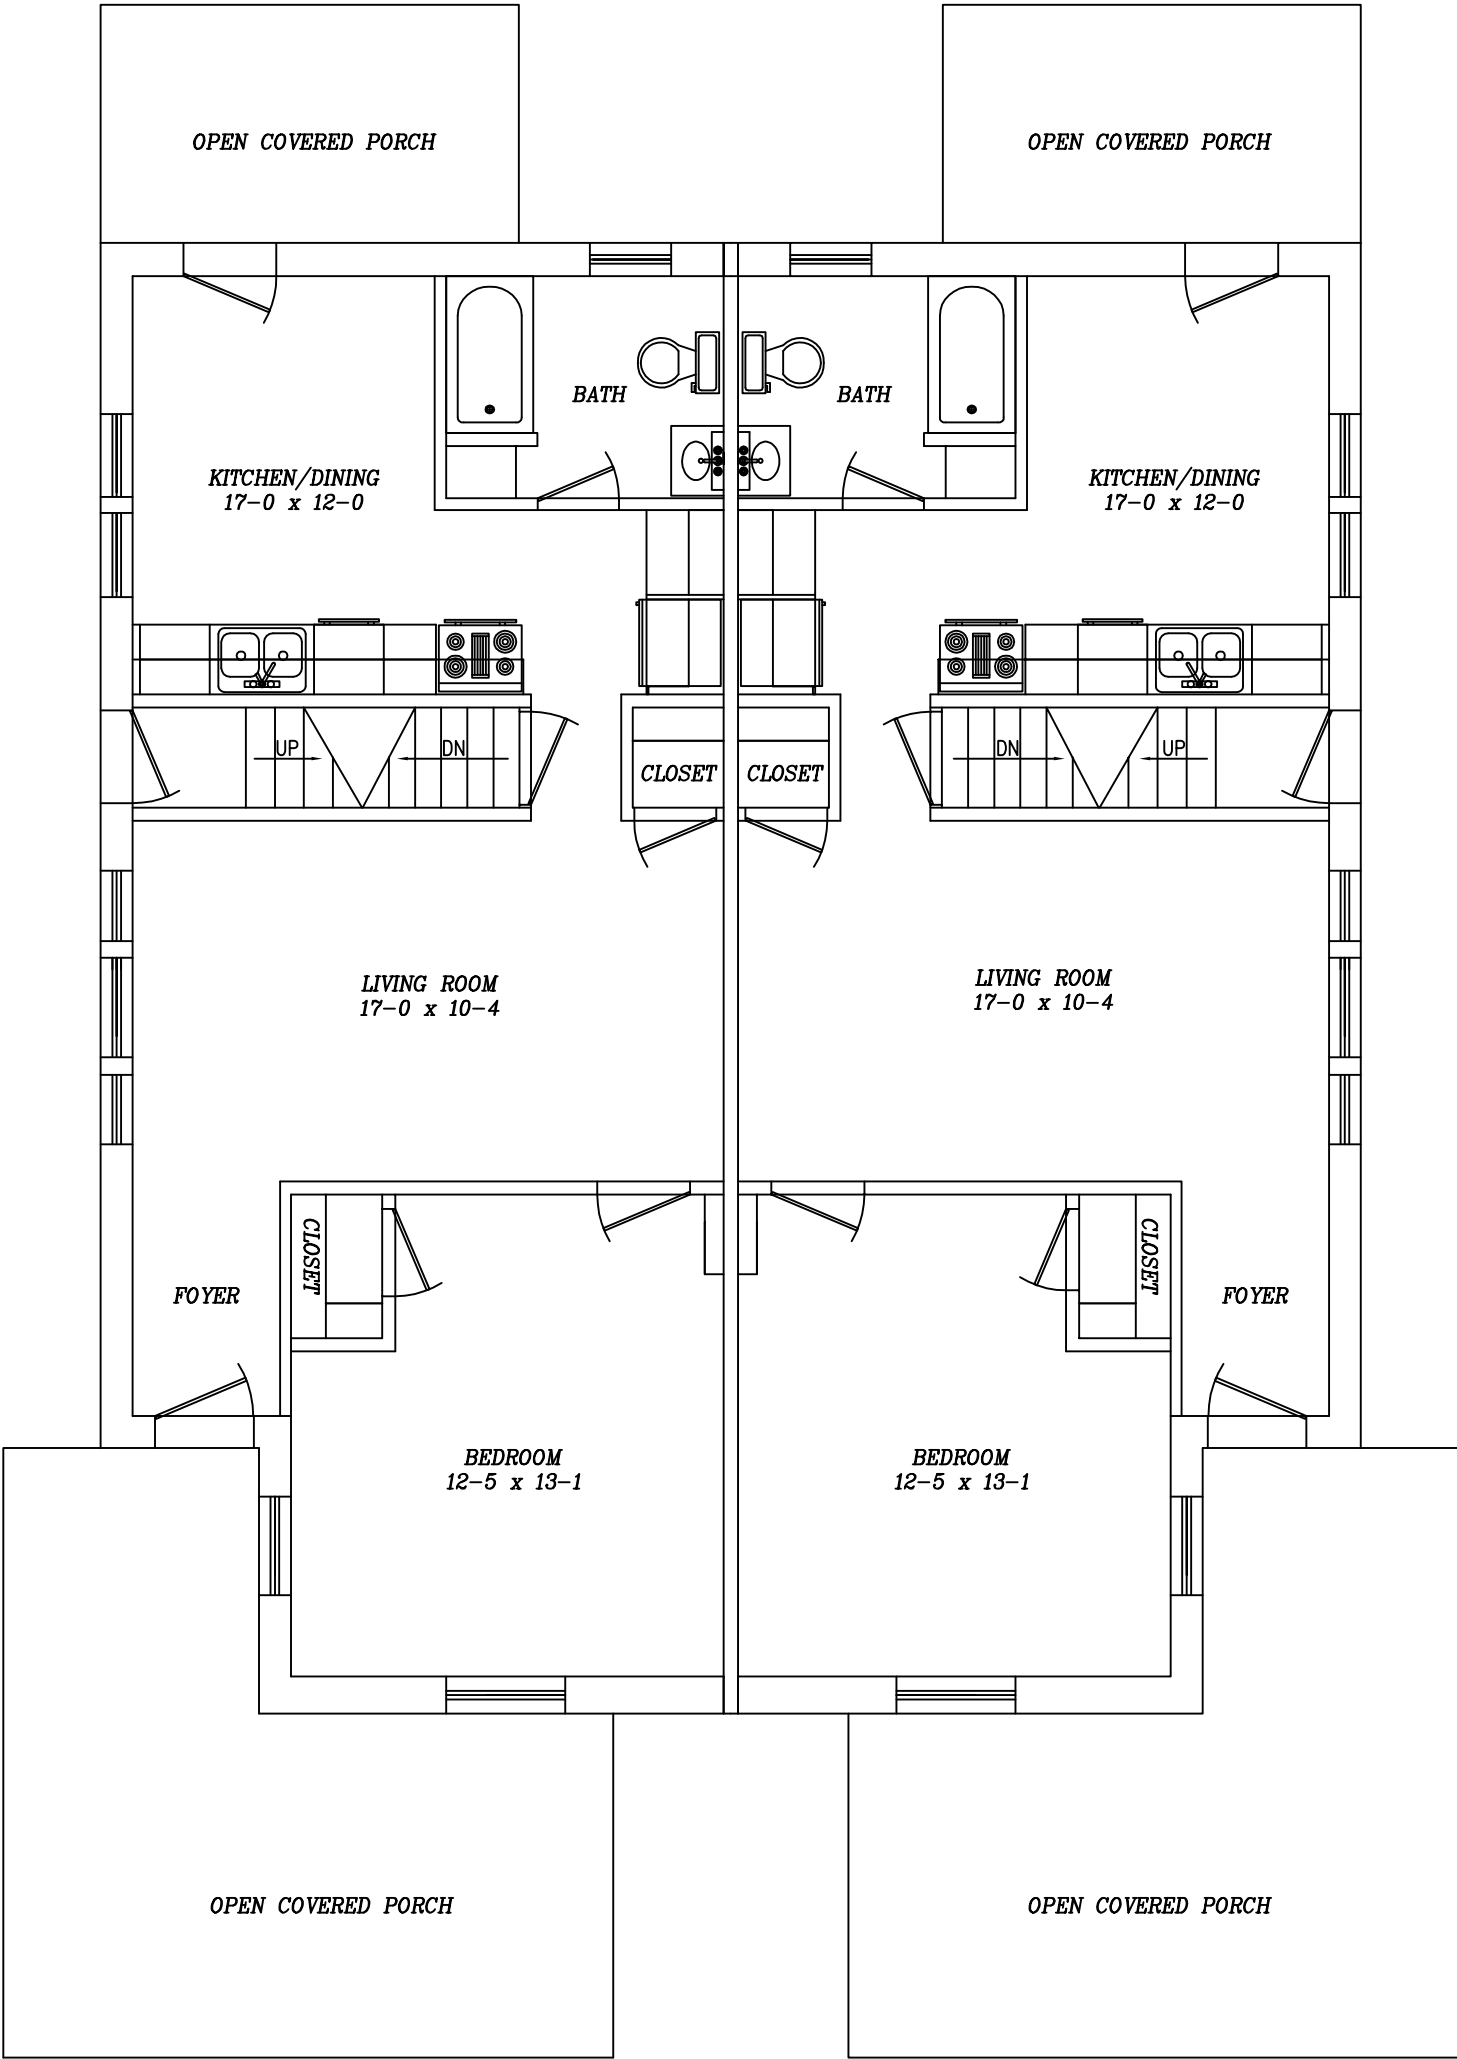 OPEN COVERED PORCH
OPEN COVERED PORCH
BATH
BATH
KITCHEN/DINING
17-0 x 12-0
KITCHEN/DINING
17-0 x 12-0
UP
DN
DN
UP
CLOSET
CLOSET
LIVING ROOM
17-0 x 10-4
LIVING ROOM
17-0 x 10-4
CLOSET
CLOSET
FOYER
FOYER
BEDROOM
12-5 x 13-1
BEDROOM
12-5 x 13-1
OPEN COVERED PORCH
OPEN COVERED PORCH